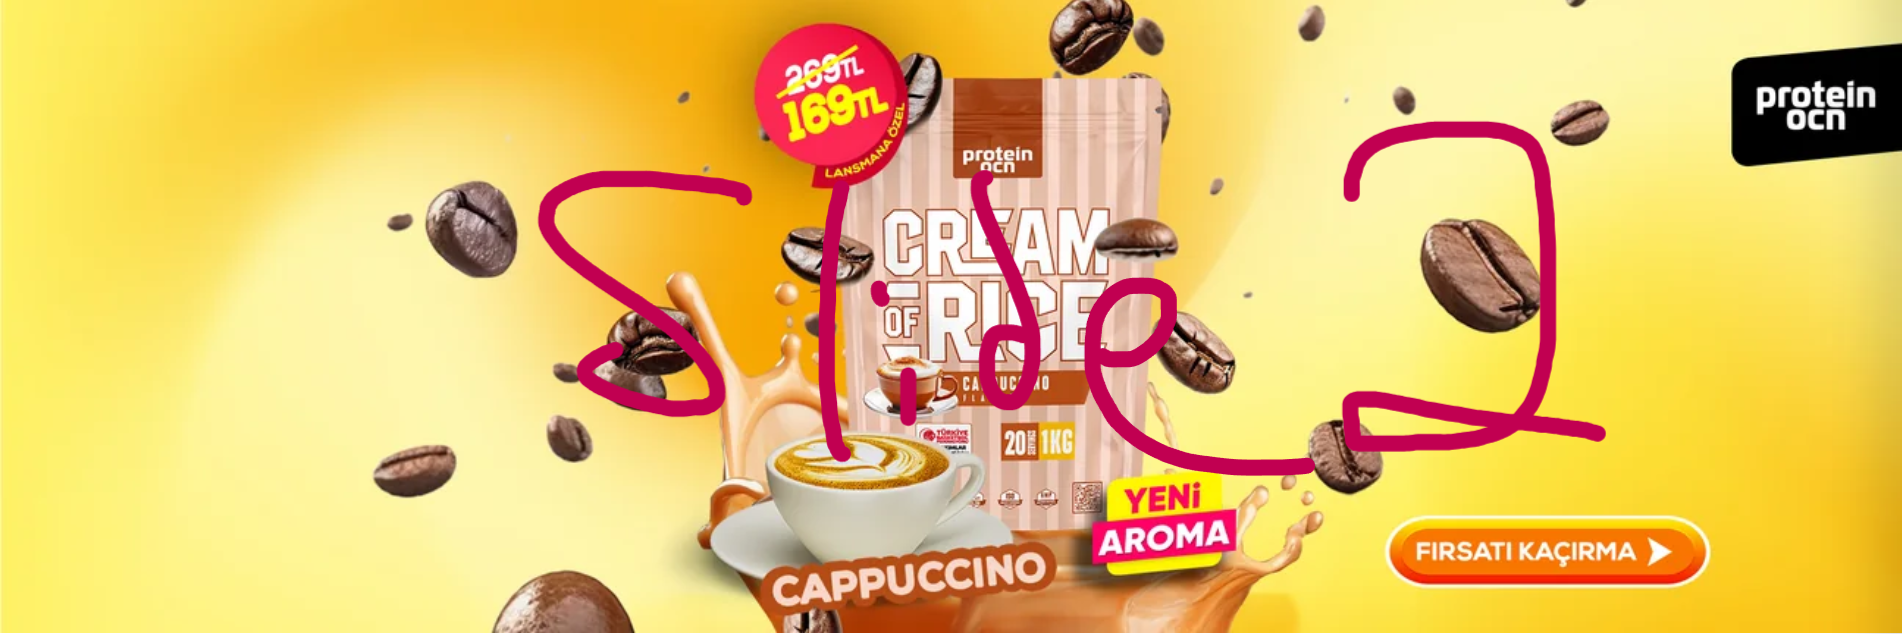 269TL
169TL
LANSMANA ÖZEL
protein
ocn
protein
ocn
CREAM
OF RICE
CAPPUCCINO
20 1KG
slide 2
YENİ
AROMA
CAPPUCCINO
FIRSATI KAÇIRMA